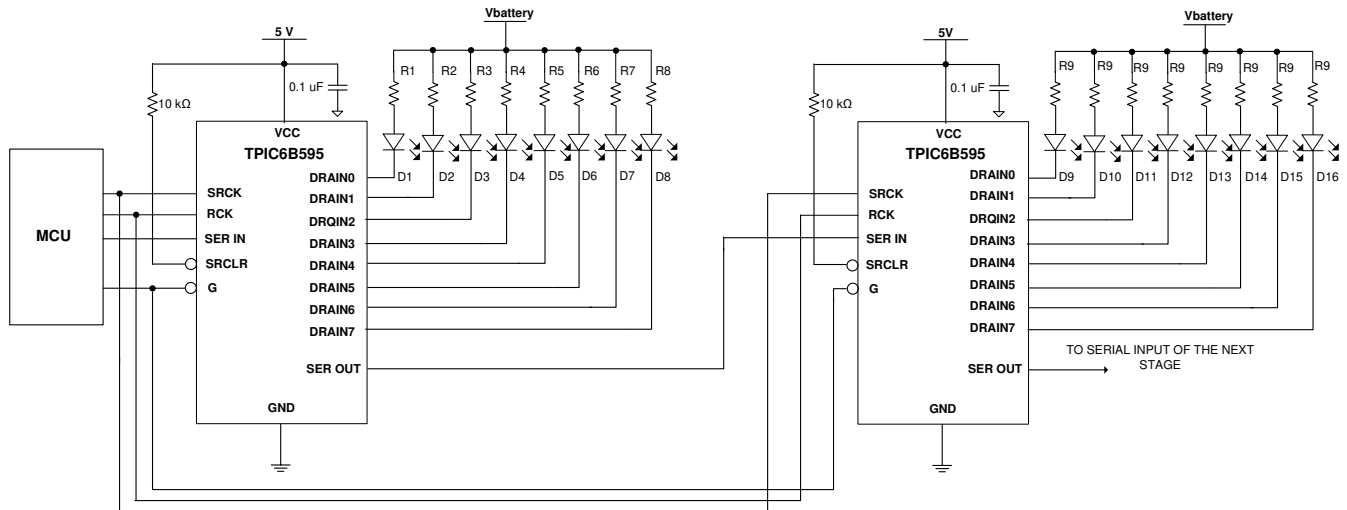 Vbattery
5 V
R1 R2 R3 R4 R5 R6 R7 R8
10 kΩ
0.1 uF
VCC
TPIC6B595
MCU
SRCK
RCK
SER IN
SRCLR
G
DRAIN0
DRAIN1
DRQIN2
DRAIN3
DRAIN4
DRAIN5
DRAIN6
DRAIN7
SER OUT
GND
D1 D2 D3 D4 D5 D6 D7 D8
Vbattery
5V
R9 R9 R9 R9 R9 R9 R9 R9
10 kΩ
0.1 uF
VCC
TPIC6B595
SRCK
RCK
SER IN
SRCLR
G
DRAIN0
DRAIN1
DRQIN2
DRAIN3
DRAIN4
DRAIN5
DRAIN6
DRAIN7
SER OUT
GND
D9 D10 D11 D12 D13 D14 D15 D16
TO SERIAL INPUT OF THE NEXT
STAGE